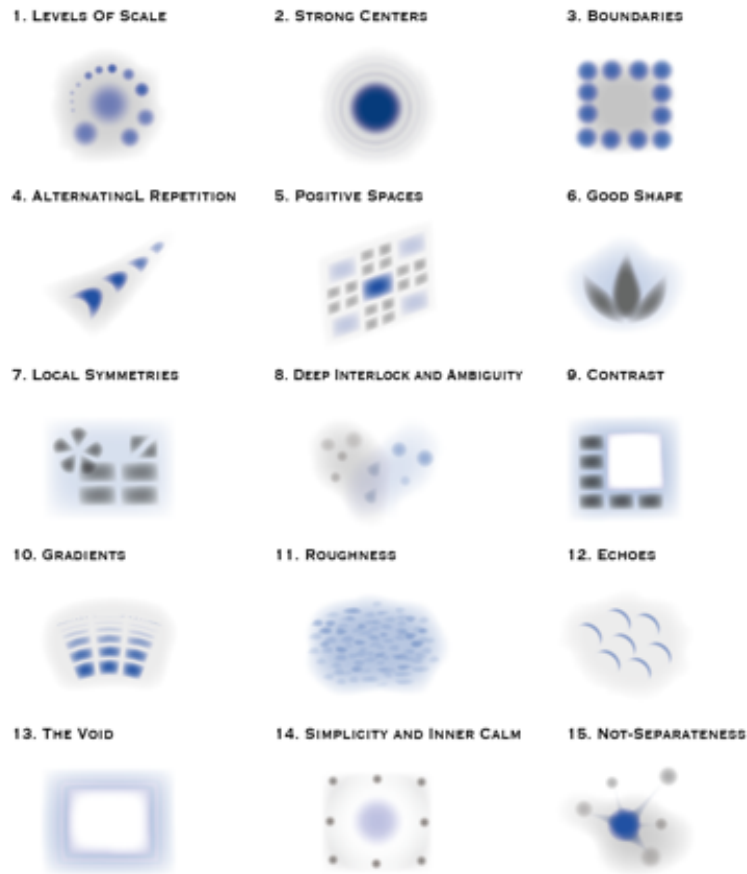 1. Levels Of Scale
2. Strong Centers
3. Boundaries
4. AlternatingL Repetition
5. Positive Spaces
6. Good Shape
7. Local Symmetries
8. Deep Interlock and Ambiguity
9. Contrast
10. Gradients
11. Roughness
12. Echoes
13. The Void
14. Simplicity and Inner Calm
15. Not-Separateness